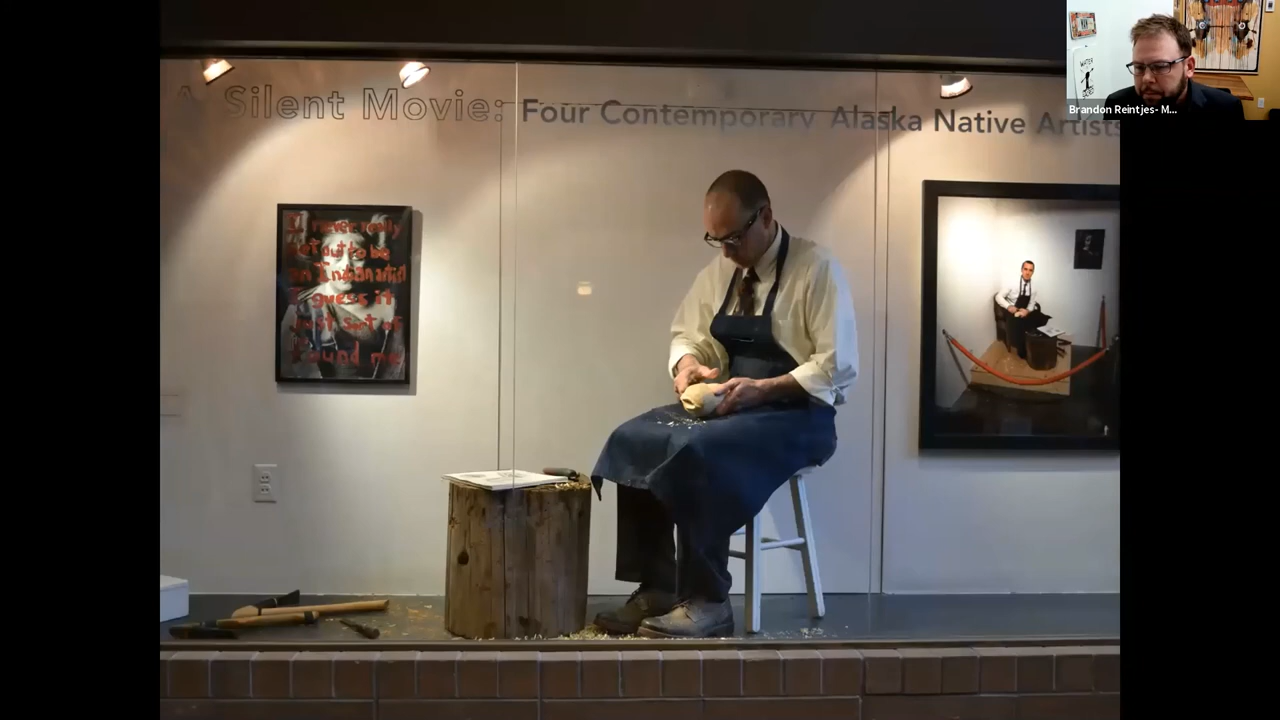 A Silent Movie: Four Contemporary Alaska Native Artists
I never really
set out to be
an Indian artist
I guess it
just sort of
found me
WATER
Brandon Reintjes- M...